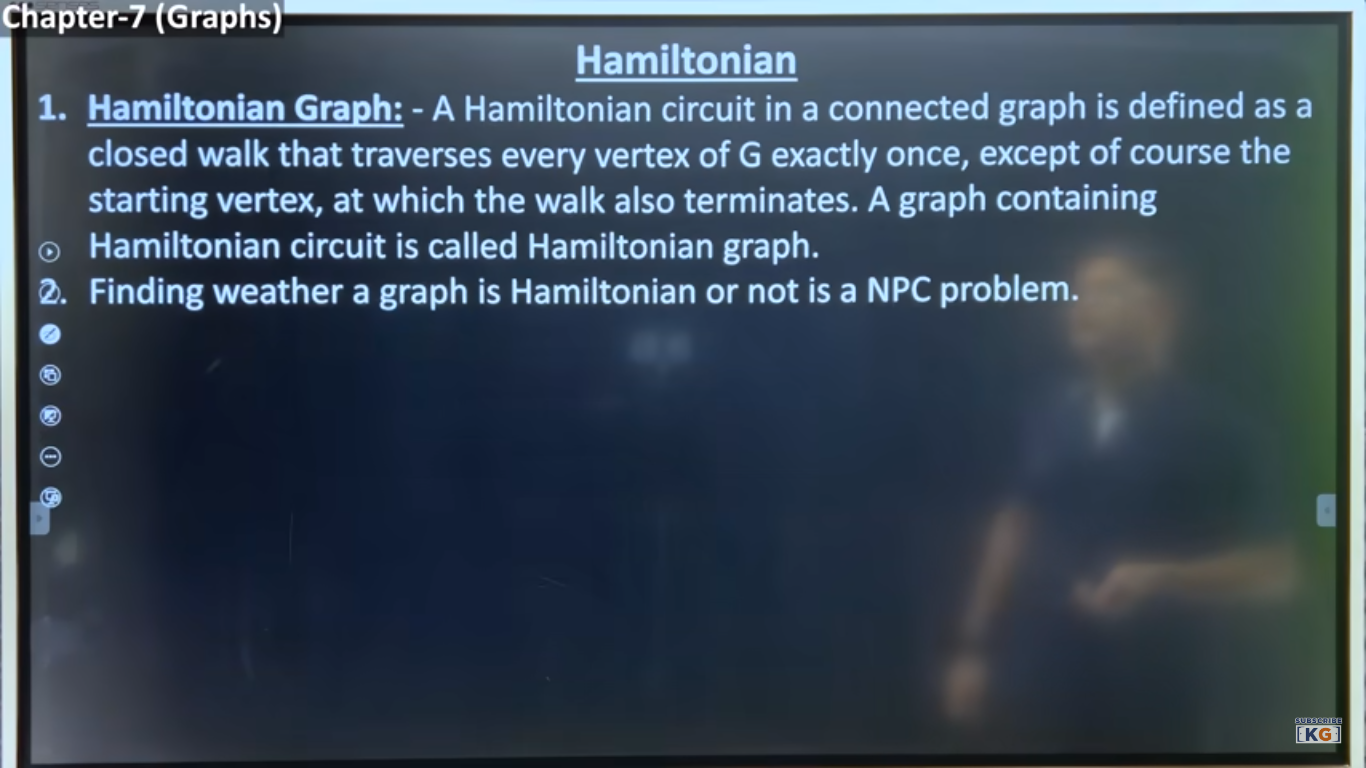 Chapter-7 (Graphs)
Hamiltonian
1. Hamiltonian Graph: - A Hamiltonian circuit in a connected graph is defined as a
closed walk that traverses every vertex of G exactly once, except of course the
starting vertex, at which the walk also terminates. A graph containing
Hamiltonian circuit is called Hamiltonian graph.
2. Finding weather a graph is Hamiltonian or not is a NPC problem.
SUBSCRIBE
KG